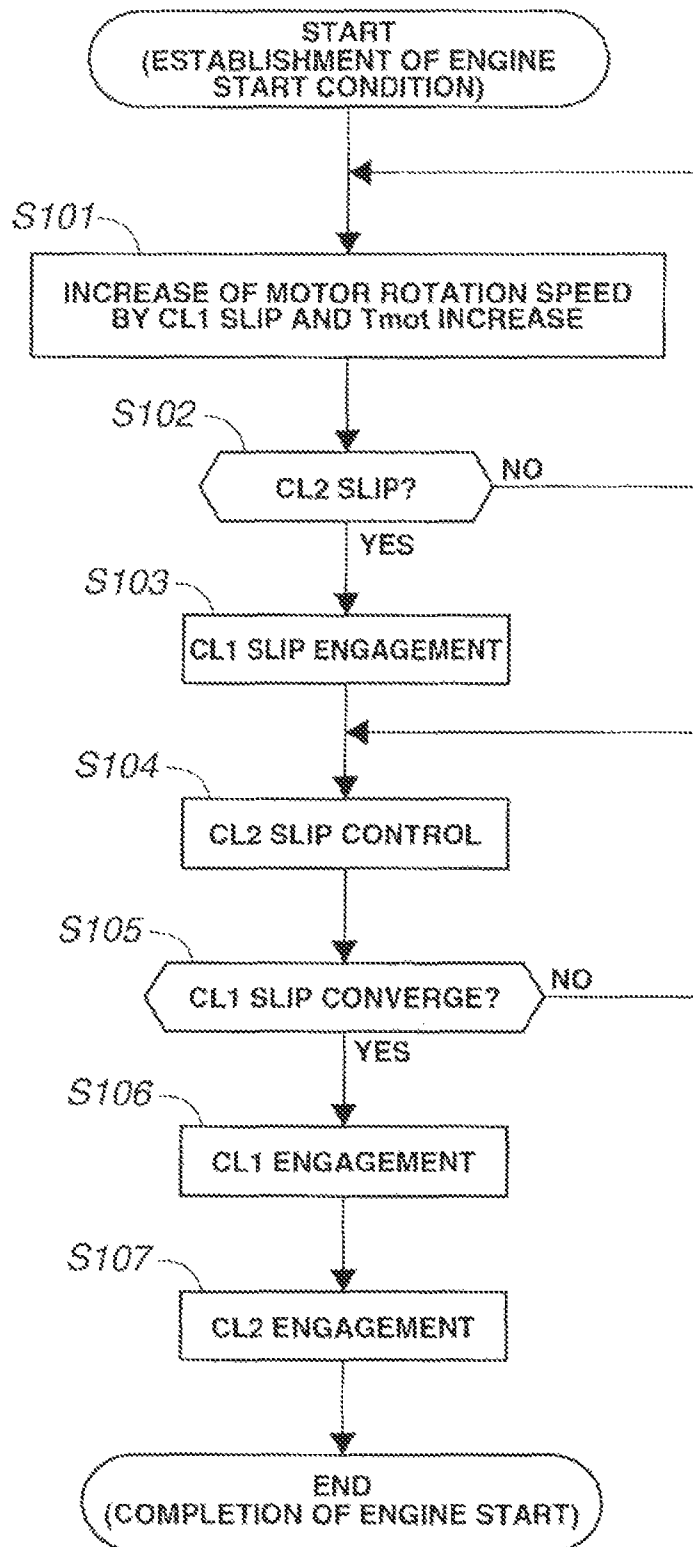 START
(ESTABLISHMENT OF ENGINE
START CONDITION)
S101
INCREASE OF MOTOR ROTATION SPEED
BY CL1 SLIP AND Tmot INCREASE
S102
CL2 SLIP?
NO
YES
S103
CL1 SLIP ENGAGEMENT
S104
CL2 SLIP CONTROL
S105
CL1 SLIP CONVERGE?
NO
YES
S106
CL1 ENGAGEMENT
S107
CL2 ENGAGEMENT
END
(COMPLETION OF ENGINE START)